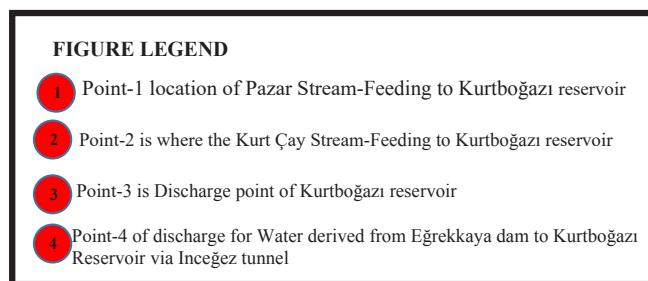 FIGURE LEGEND
1 Point-1 location of Pazar Stream-Feeding to Kurtboğazı reservoir
2 Point-2 is where the Kurt Çay Stream-Feeding to Kurtboğazı reservoir
3 Point-3 is Discharge point of Kurtboğazı reservoir
4 Point-4 of discharge for Water derived from Eğrekkaya dam to Kurtboğazı
Reservoir via Inceğez tunnel